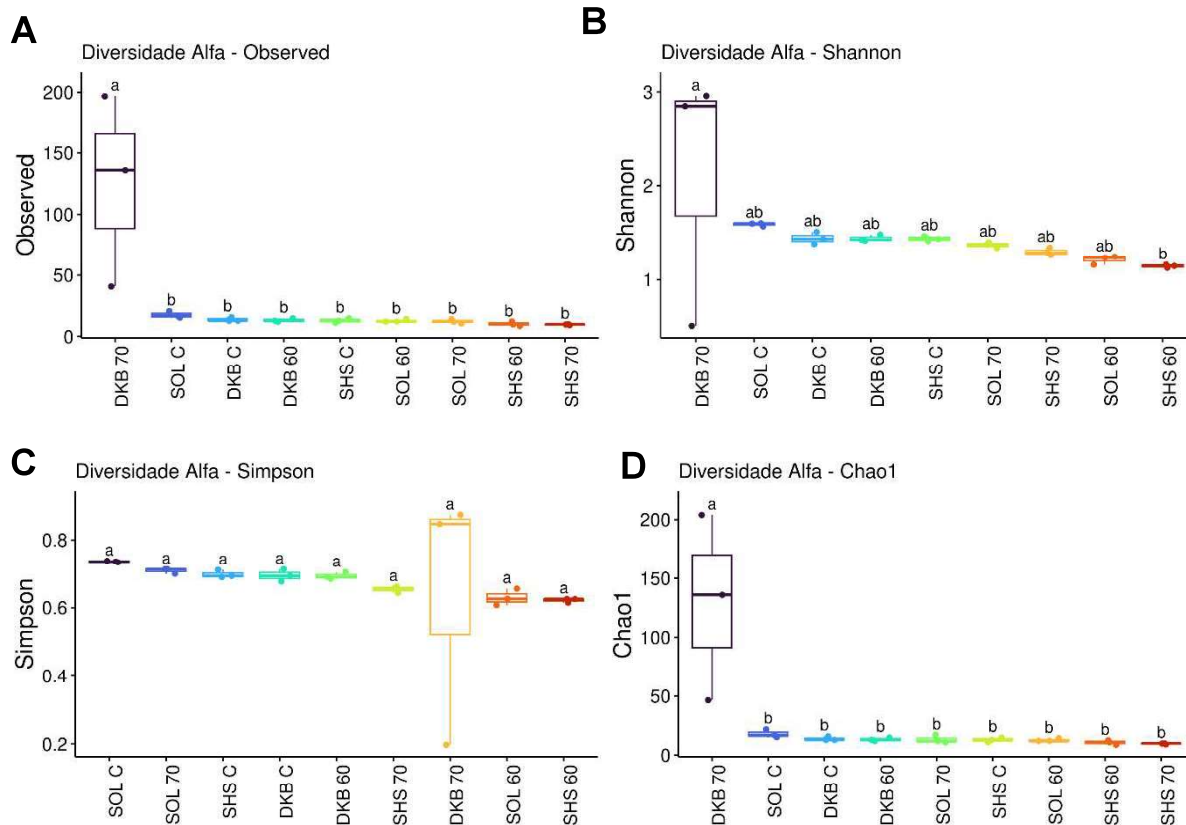 A
Diversidade Alfa - Observed
Observed
200
150
100
50
0
a
b
b
b
b
b
b
b
b
DKB 70
SOL C
DKB C
DKB 60
SHS C
SOL 60
SOL 70
SHS 60
SHS 70
B
Diversidade Alfa - Shannon
Shannon
3
2
1
a
ab
ab
ab
ab
ab
ab
ab
b
DKB 70
SOL C
DKB C
DKB 60
SHS C
SOL 70
SHS 70
SOL 60
SHS 60
C
Diversidade Alfa - Simpson
Simpson
0.8
0.6
0.4
0.2
a
a
a
a
a
a
a
a
a
SOL C
SOL 70
SHS C
DKB C
DKB 60
SHS 70
DKB 70
SOL 60
SHS 60
D
Diversidade Alfa - Chao1
Chao1
200
150
100
50
0
a
b
b
b
b
b
b
b
b
DKB 70
SOL C
DKB C
DKB 60
SOL 70
SHS C
SOL 60
SHS 60
SHS 70